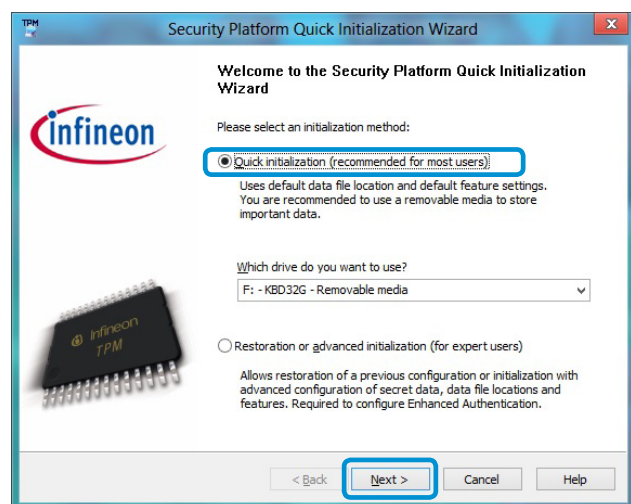 TPM
Security Platform Quick Initialization Wizard
x
Welcome to the Security Platform Quick Initialization
Wizard
infineon
Please select an initialization method:
Quick initialization (recommended for most users)
Uses default data file location and default feature settings.
You are recommended to use a removable media to store
important data.
Which drive do you want to use?
F: - KBD32G - Removable media
Infineon
TPM
Restoration or advanced initialization (for expert users)
Allows restoration of a previous configuration or initialization with
advanced configuration of secret data, data file locations and
features. Required to configure Enhanced Authentication.
< Back
Next >
Cancel
Help